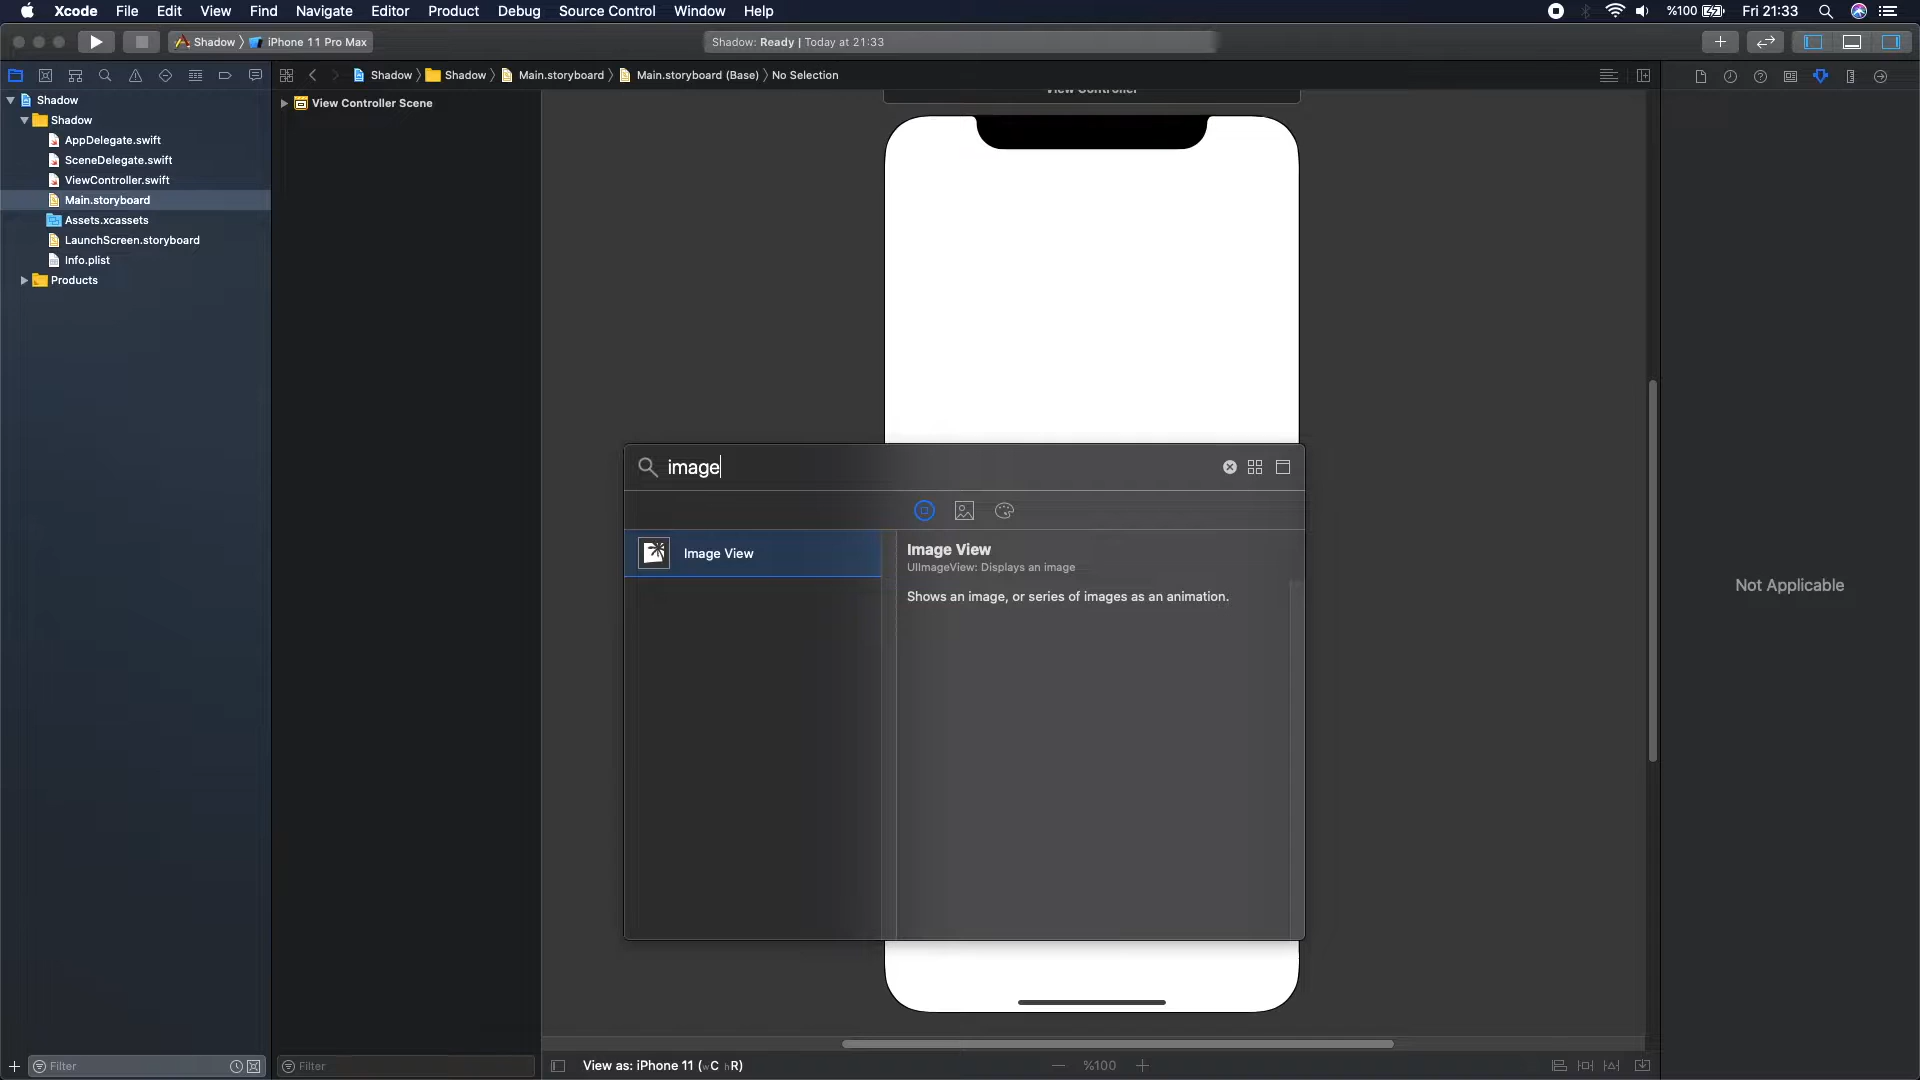 Xcode File Edit View Find Navigate Editor Product Debug Source Control Window Help %100 Fri 21:33
Shadow iPhone 11 Pro Max Shadow: Ready | Today at 21:33
Shadow Shadow Main.storyboard Main.storyboard (Base) No Selection
Shadow
Shadow
AppDelegate.swift
SceneDelegate.swift
ViewController.swift
Main.storyboard
Assets.xcassets
LaunchScreen.storyboard
Info.plist
Products
View Controller Scene
View Controller
image
Image View
Image View
UIImageView: Displays an image
Shows an image, or series of images as an animation.
Not Applicable
Filter
Filter
View as: iPhone 11 (wC hR)
%100